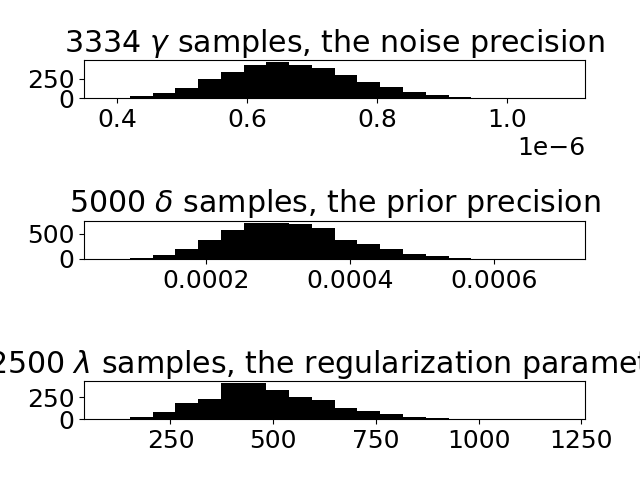 3334 γ samples, the noise precision
250
0
0.4 0.6 0.8 1.0
1e−6
5000 δ samples, the prior precision
500
0
0.0002 0.0004 0.0006
2500 λ samples, the regularization paramet
250
0
250 500 750 1000 1250